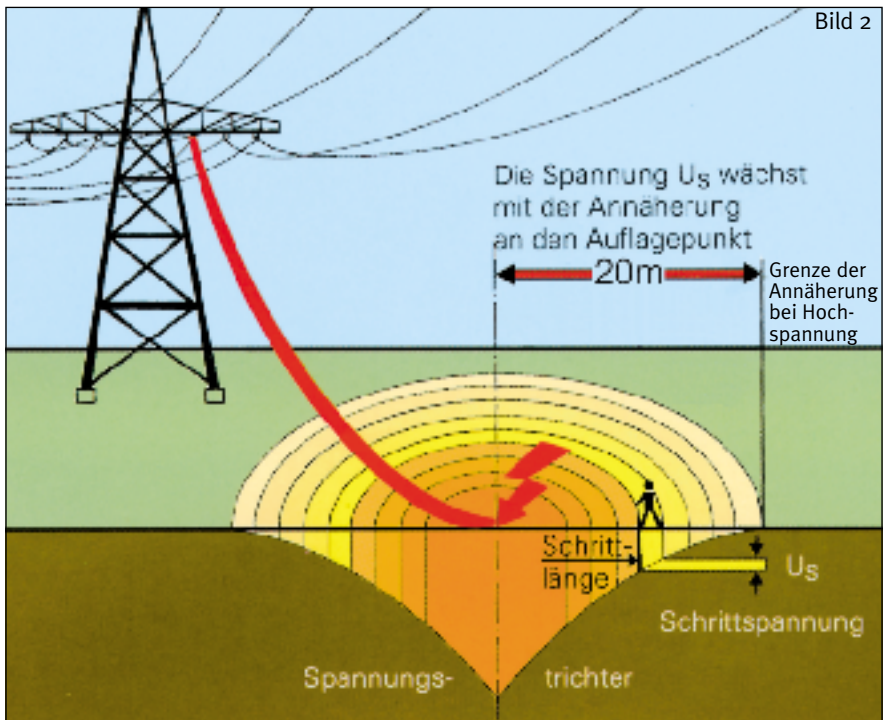 Bild 2
Die Spannung US wächst
mit der Annäherung
an den Auflagepunkt
20m
Grenze der
Annäherung
bei Hoch-
spannung
Schritt-
länge
US
Schrittspannung
Spannungs- trichter